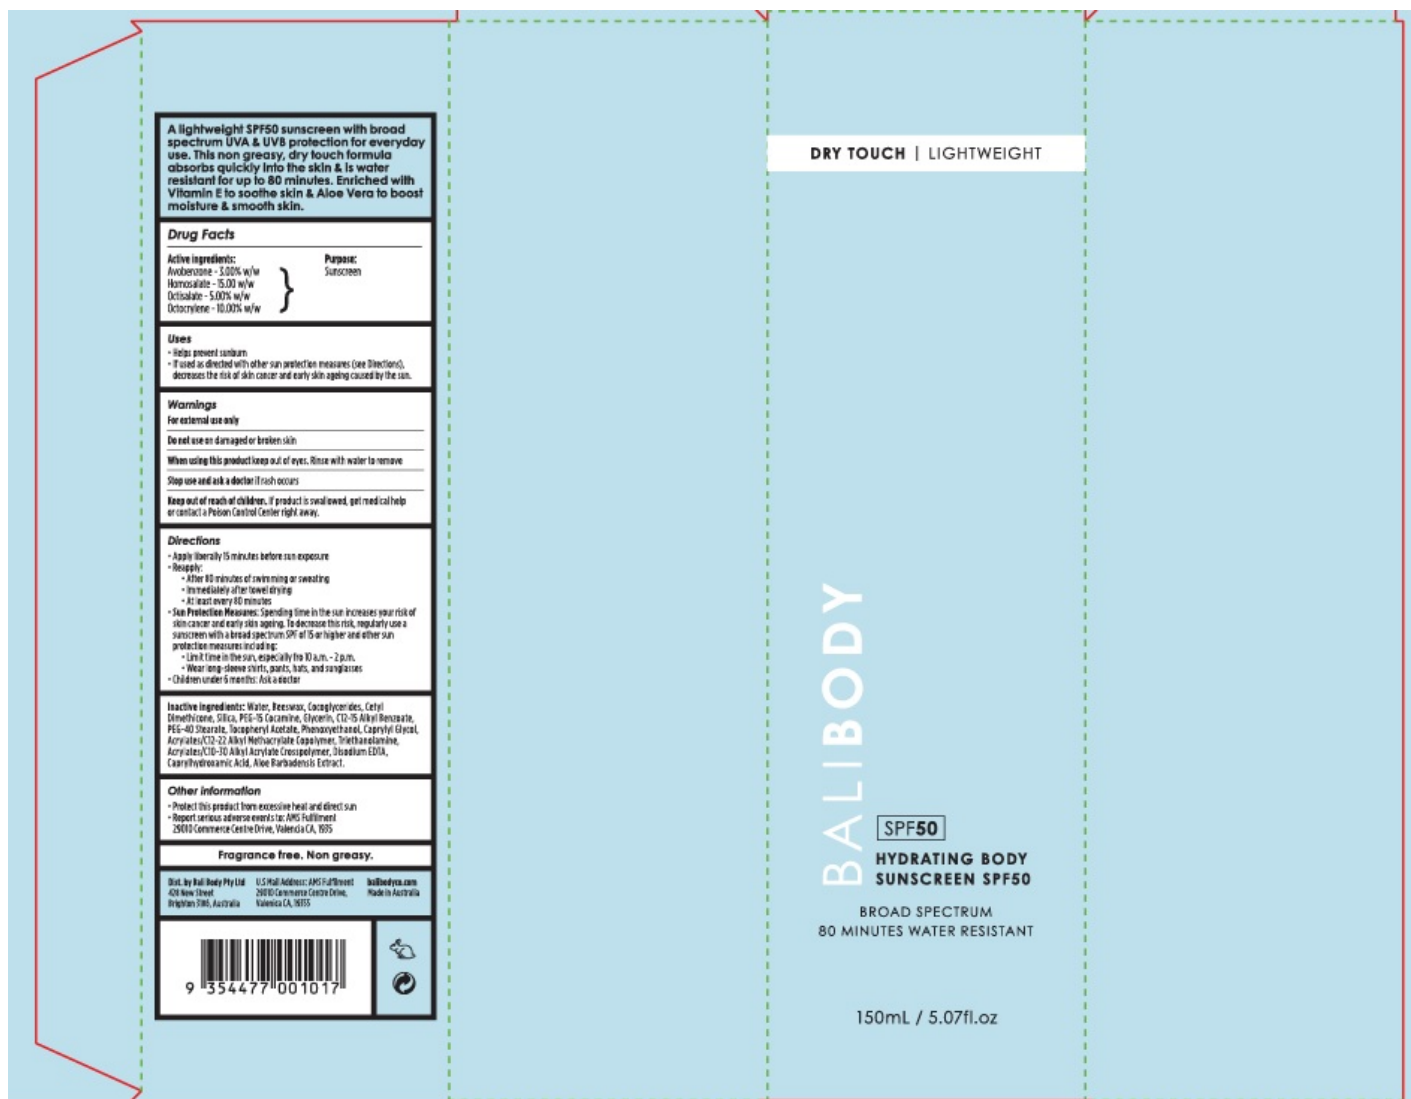 A lightweight SPF50 sunscreen with broad
spectrum UVA & UVB protection for everyday
use. This non greasy, dry touch formula
absorbs quickly into the skin & is water
resistant for up to 80 minutes. Enriched with
Vitamin E to soothe skin & Aloe Vera to boost
moisture & smooth skin.
Drug Facts
Active ingredients: Purpose:
Avobenzone - 3.00% w/w Sunscreen
Homosalate - 15.00 w/w
Octisalate - 5.00% w/w
Octocrylene - 10.00% w/w
Uses
• Helps prevent sunburn
• If used as directed with other sun protection measures (see Directions),
decreases the risk of skin cancer and early skin ageing caused by the sun.
Warnings
For external use only
Do not use on damaged or broken skin
When using this product keep out of eyes. Rinse with water to remove
Stop use and ask a doctor if rash occurs
Keep out of reach of children. If product is swallowed, get medical help
or contact a Poison Control Center right away.
Directions
• Apply liberally 15 minutes before sun exposure
• Reapply:
• After 80 minutes of swimming or sweating
• Immediately after towel drying
• At least every 80 minutes
• Sun Protection Measures: Spending time in the sun increases your risk of
skin cancer and early skin ageing. To decrease this risk, regularly use a
sunscreen with a broad spectrum SPF of 15 or higher and other sun
protection measures including:
• Limit time in the sun, especially fro 10 a.m. - 2 p.m.
• Wear long-sleeve shirts, pants, hats, and sunglasses
• Children under 6 months: Ask a doctor
Inactive ingredients: Water, Beeswax, Cocoglycerides, Cetyl
Dimethicone, Silica, PEG-15 Cocamine, Glycerin, C12-15 Alkyl Benzoate,
PEG-40 Stearate, Tocopheryl Acetate, Phenoxyethanol, Caprylyl Glycol,
Acrylates/C12-22 Alkyl Methacrylate Copolymer, Triethanolamine,
Acrylates/C10-30 Alkyl Acrylate Crosspolymer, Disodium EDTA,
Caprylhydroxamic Acid, Aloe Barbadensis Extract.
Other information
• Protect this product from excessive heat and direct sun
• Report serious adverse events to: AMS Fulfilment
29010 Commerce Centre Drive, Valencia CA, 1935
Fragrance free. Non greasy.
Dist. by Bali Body Pty Ltd
420 New Street
Brighton 3186, Australia
U.S Mail Address: AMS Fulfilment
29010 Commerce Centre Drive,
Valenica CA, 19355
balibodyco.com
Made in Australia
9 354477 001017
DRY TOUCH | LIGHTWEIGHT
BALIBODY
SPF50
HYDRATING BODY
SUNSCREEN SPF50
BROAD SPECTRUM
80 MINUTES WATER RESISTANT
150mL / 5.07fl.oz